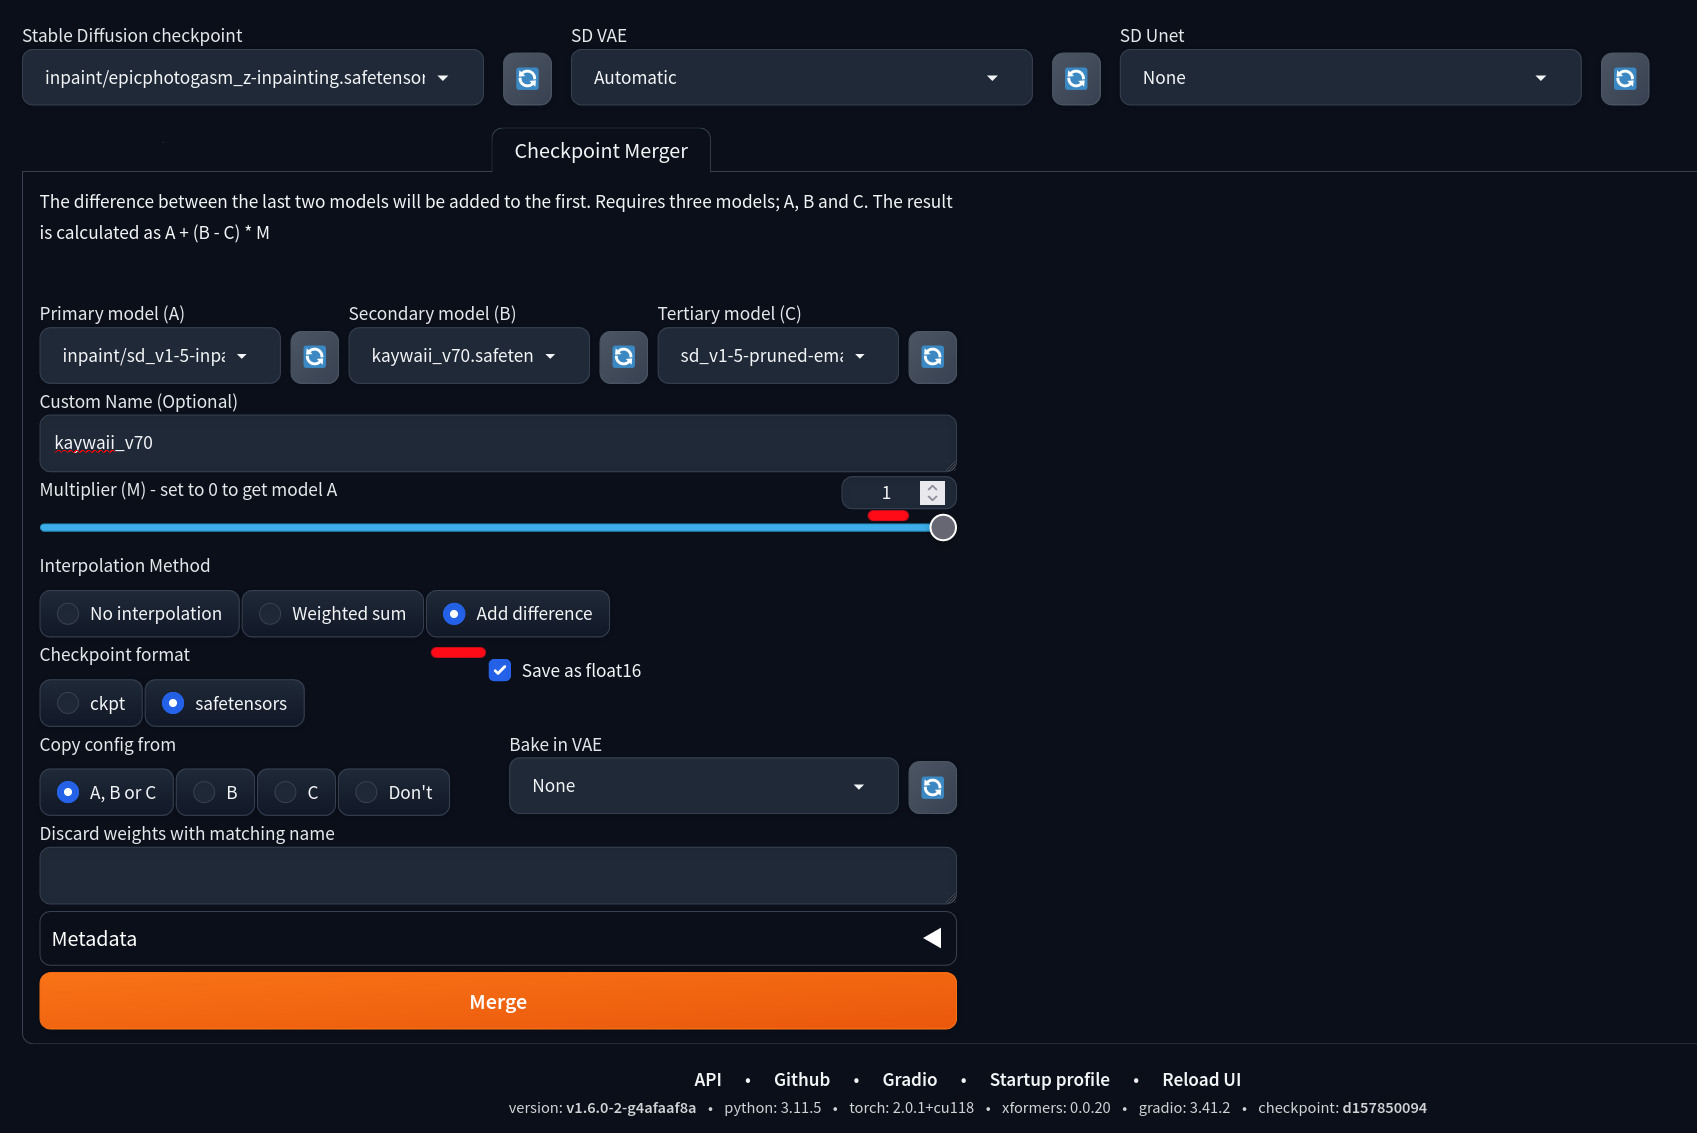 Stable Diffusion checkpoint
SD VAE
SD Unet
inpaint/epicphotogasm_z-inpainting.safetensor
Automatic
None
Checkpoint Merger
The difference between the last two models will be added to the first. Requires three models; A, B and C. The result
is calculated as A + (B - C) * M
Primary model (A)
Secondary model (B)
Tertiary model (C)
inpaint/sd_v1-5-inpa
kaywaii_v70.safeten
sd_v1-5-pruned-ema
Custom Name (Optional)
kaywaii_v70
Multiplier (M) - set to 0 to get model A
1
Interpolation Method
No interpolation
Weighted sum
Add difference
Checkpoint format
Save as float16
ckpt
safetensors
Copy config from
Bake in VAE
A, B or C
B
C
Don't
None
Discard weights with matching name
Metadata
Merge
API • Github • Gradio • Startup profile • Reload UI
version: v1.6.0-2-g4afaaf8a • python: 3.11.5 • torch: 2.0.1+cu118 • xformers: 0.0.20 • gradio: 3.41.2 • checkpoint: d157850094